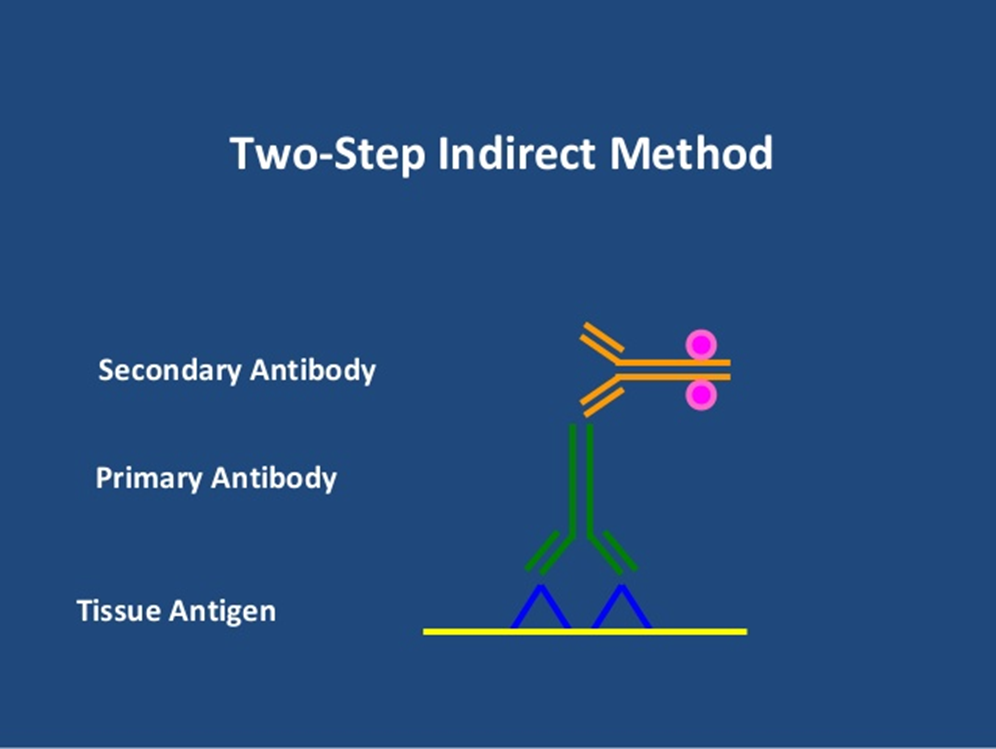 Two-Step Indirect Method
Secondary Antibody
Primary Antibody
Tissue Antigen